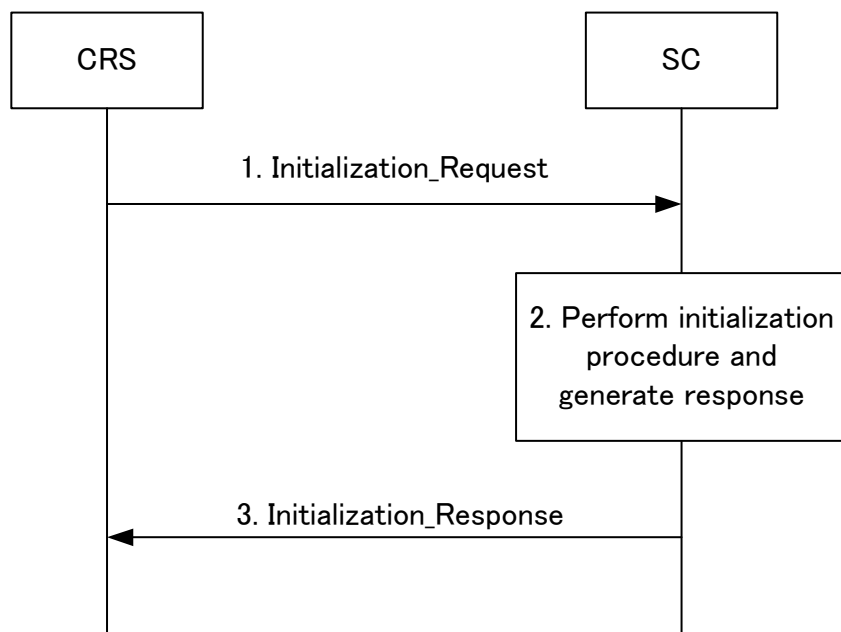 CRS
SC
1. Initialization_Request
2. Perform initialization
procedure and
generate response
3. Initialization_Response